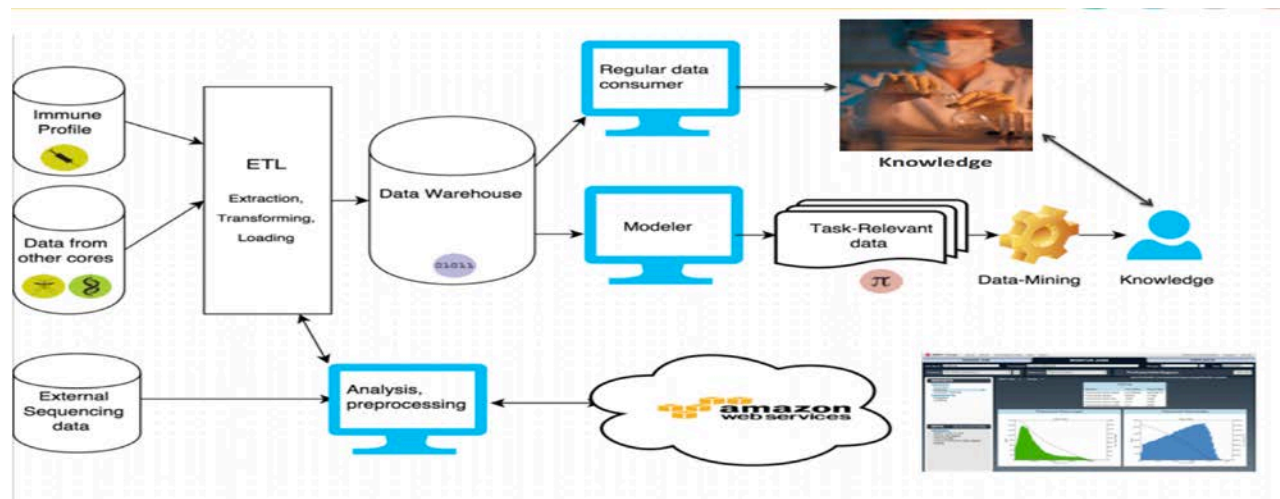 Immune
Profile
Data from
other cores
External
Sequencing
data
ETL
Extraction,
Transforming,
Loading
Data Warehouse
01011
Regular data
consumer
Knowledge
Modeler
Task-Relevant
data
π
Data-Mining
Knowledge
Analysis,
preprocessing
amazon
web services